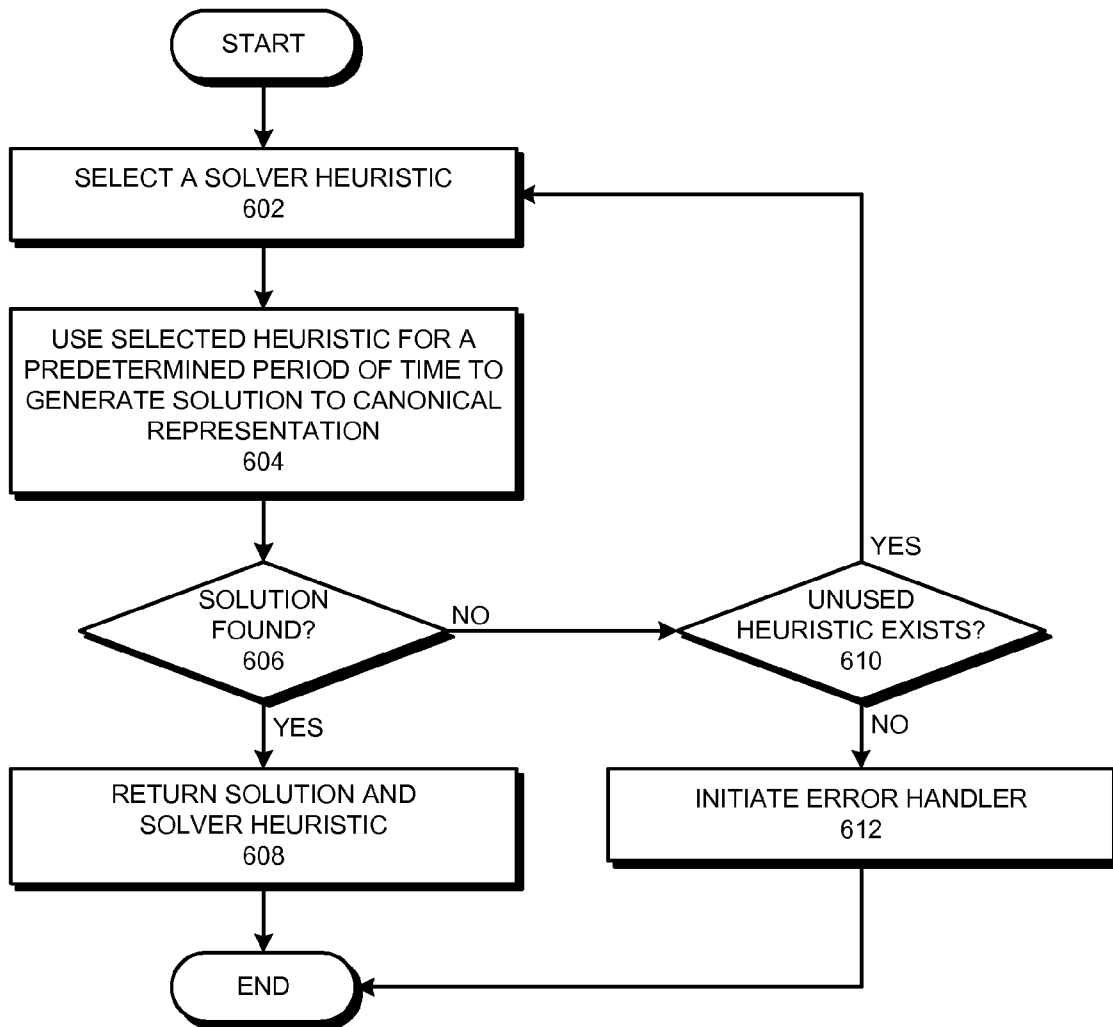 START
SELECT A SOLVER HEURISTIC
602
USE SELECTED HEURISTIC FOR A
PREDETERMINED PERIOD OF TIME TO
GENERATE SOLUTION TO CANONICAL
REPRESENTATION
604
SOLUTION
FOUND?
606
NO
YES
UNUSED
HEURISTIC EXISTS?
610
YES
NO
RETURN SOLUTION AND
SOLVER HEURISTIC
608
INITIATE ERROR HANDLER
612
END